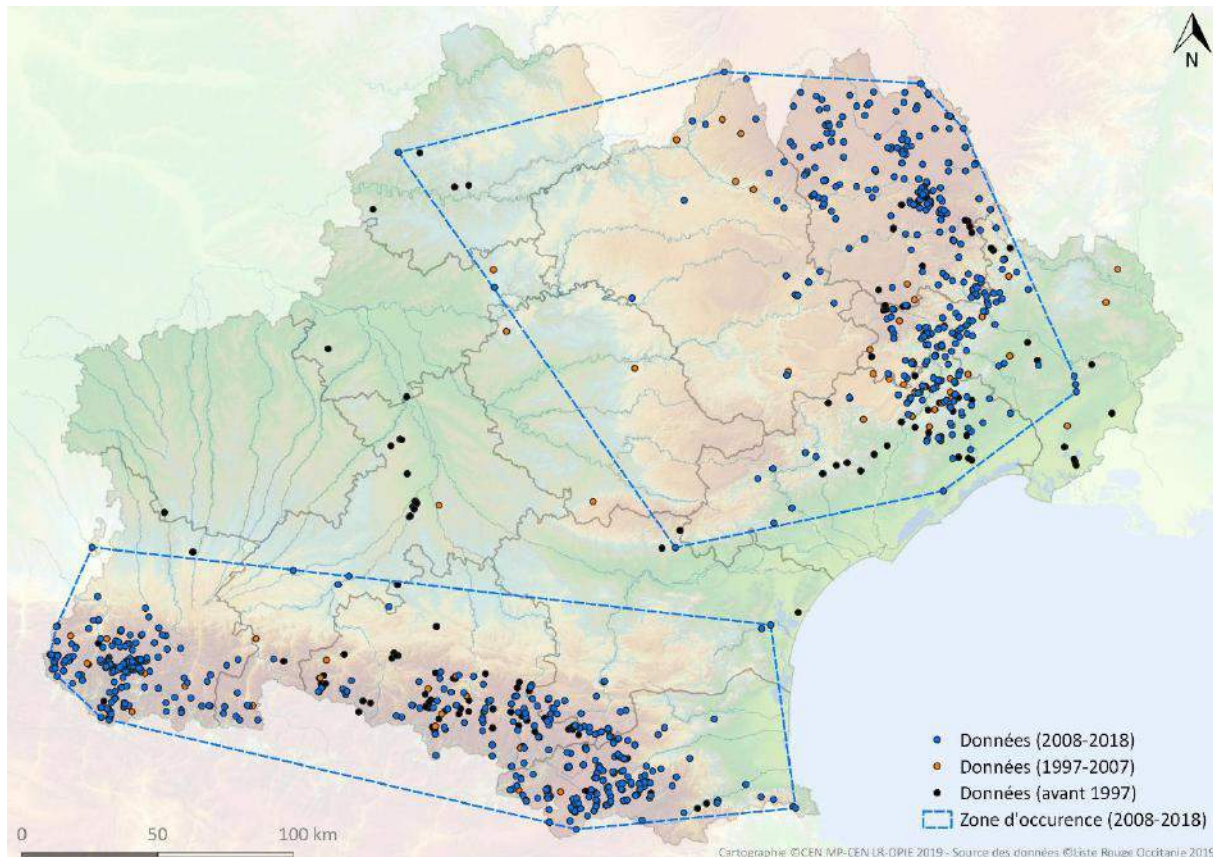 N
Données (2008-2018)
Données (1997-2007)
Données (avant 1997)
Zone d'occurence (2008-2018)
0 50 100 km
Cartographie ©CEN MP-CEN LR-OPIE 2019 - Source des données ©Liste Rouge Occitanie 2019